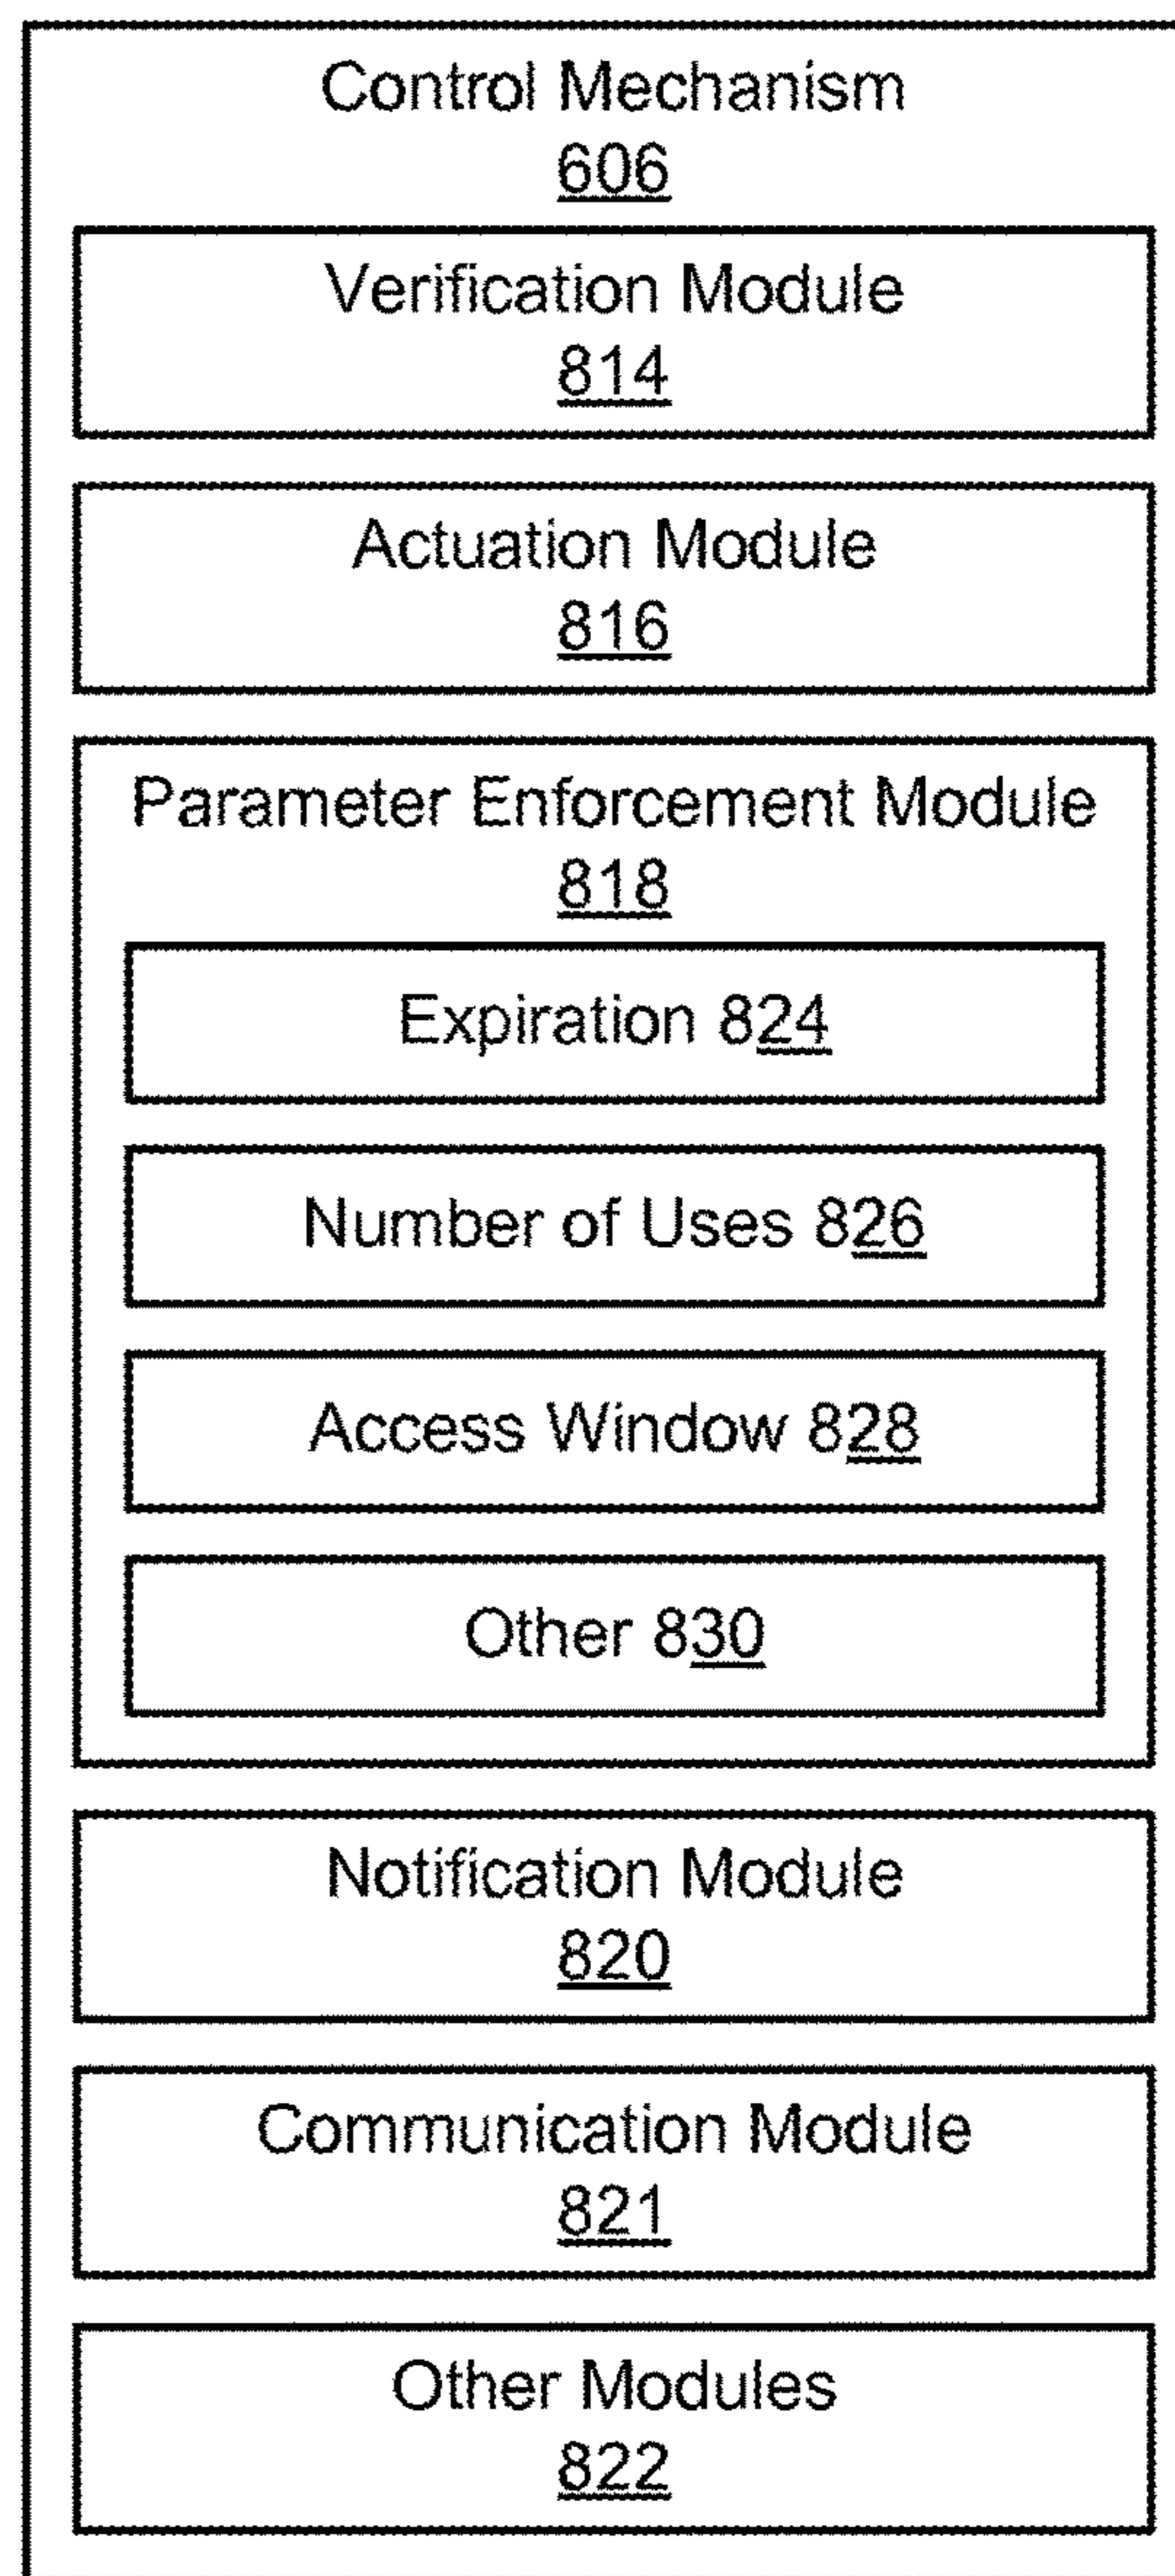 Control Mechanism
606
Verification Module
814
Actuation Module
816
Parameter Enforcement Module
818
Expiration 824
Number of Uses 826
Access Window 828
Other 830
Notification Module
820
Communication Module
821
Other Modules
822